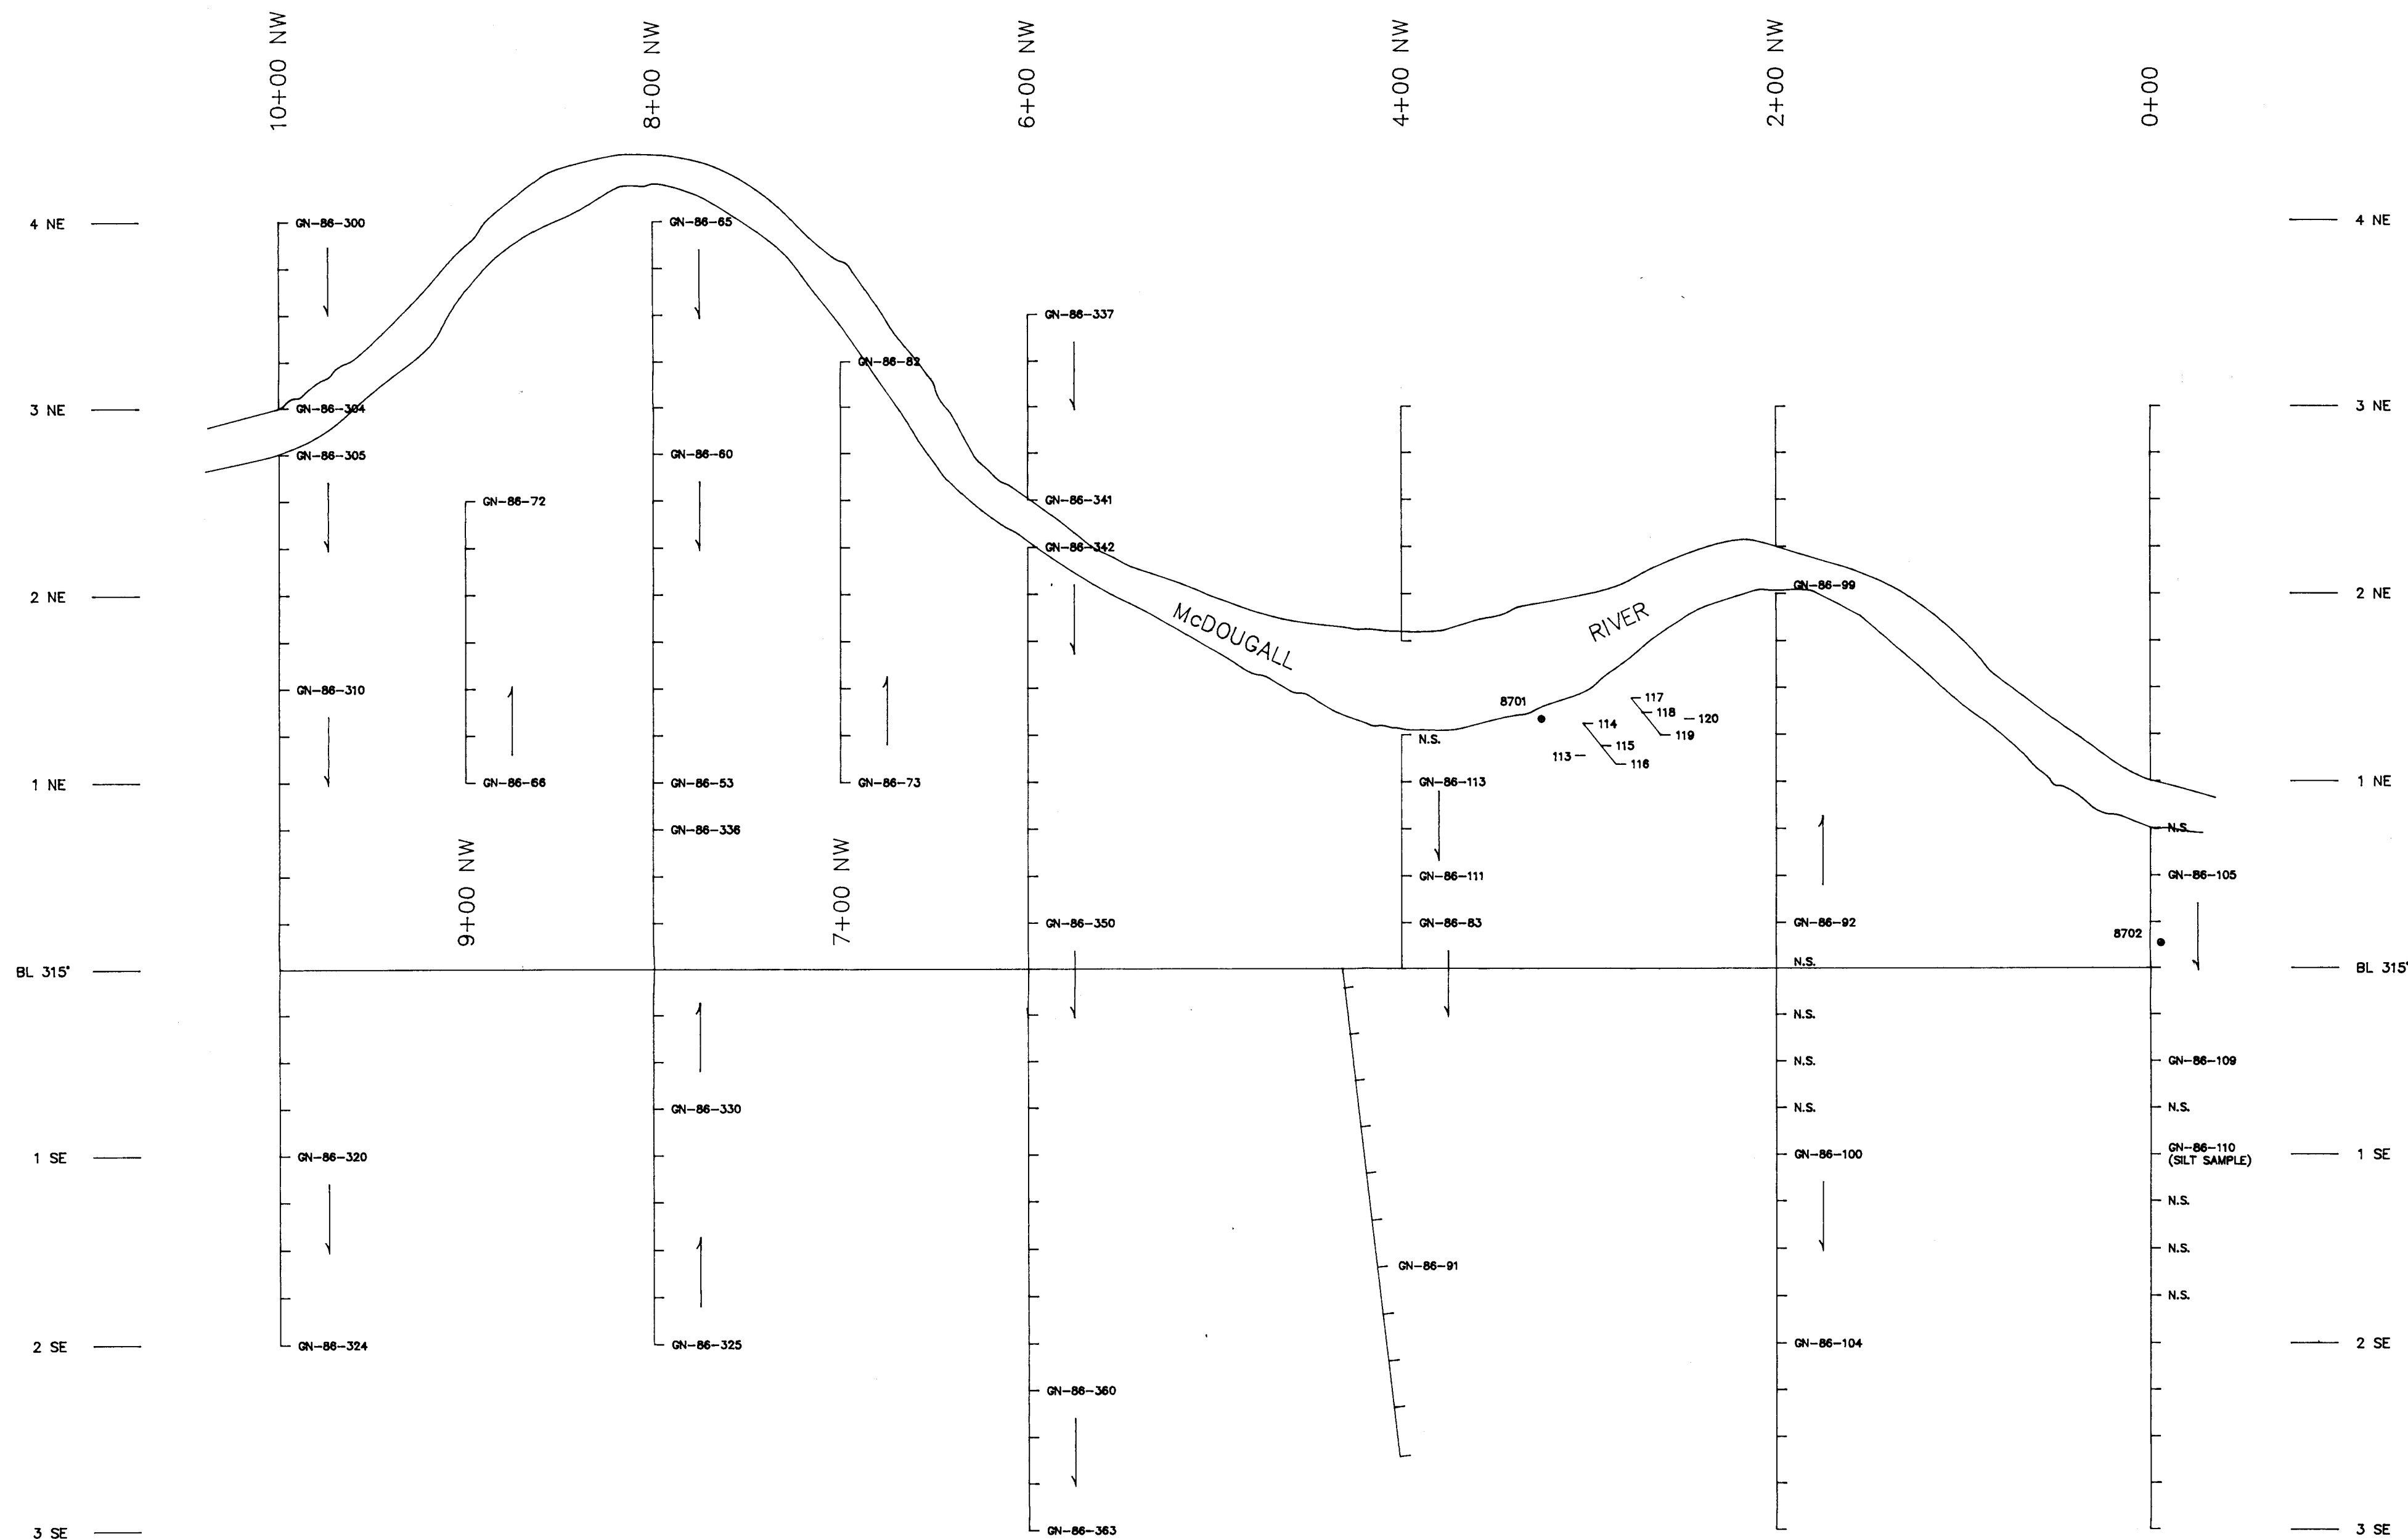 10+00 NW
8+00 NW
6+00 NW
4+00 NW
2+00 NW
0+00
4 NE
GN-86-300
GN-86-65
4 NE
GN-86-337
GN-86-82
3 NE
GN-86-304
3 NE
GN-86-305
GN-86-60
GN-86-72
GN-86-341
GN-86-342
GN-86-99
2 NE
2 NE
McDOUGALL RIVER
GN-86-310
8701
117
118
120
114
119
N.S.
115
113
116
1 NE
GN-86-66
GN-86-53
GN-86-73
GN-86-113
1 NE
GN-86-336
N.S.
9+00 NW
7+00 NW
GN-86-111
GN-86-105
GN-86-350
GN-86-83
GN-86-92
8702
N.S.
BL 315°
BL 315°
N.S.
N.S.
GN-86-109
GN-86-330
N.S.
N.S.
1 SE
GN-86-320
GN-86-100
GN-86-110
(SILT SAMPLE)
1 SE
N.S.
N.S.
GN-86-91
N.S.
2 SE
GN-86-324
GN-86-325
GN-86-104
2 SE
GN-86-360
3 SE
GN-86-363
3 SE